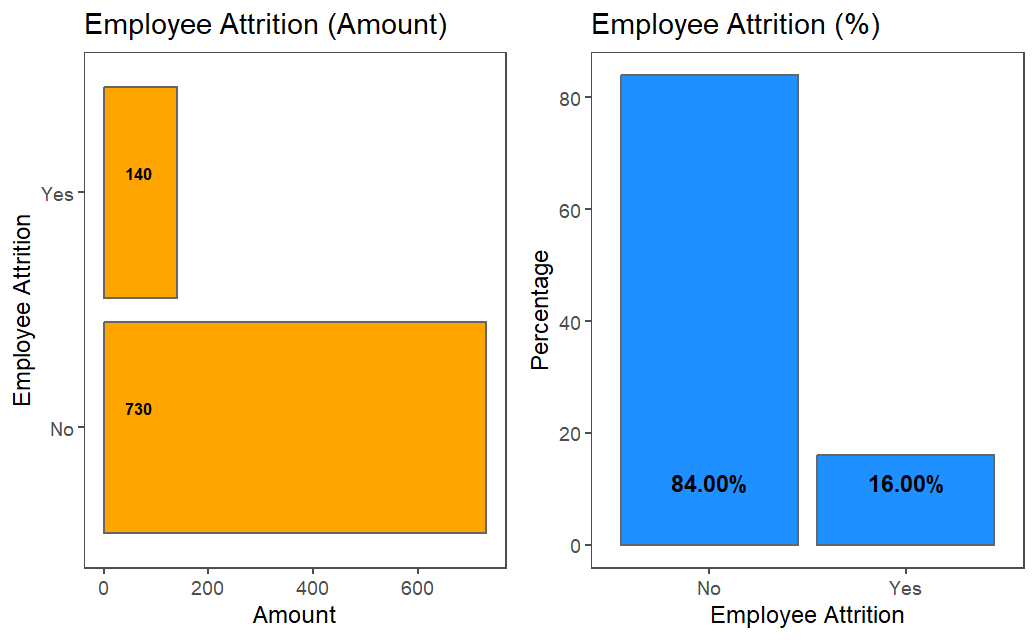 Employee Attrition (Amount)
Employee Attrition
Yes
No
140
730
0 200 400 600
Amount
Employee Attrition (%)
Percentage
80
60
40
20
0
84.00% 16.00%
No Yes
Employee Attrition